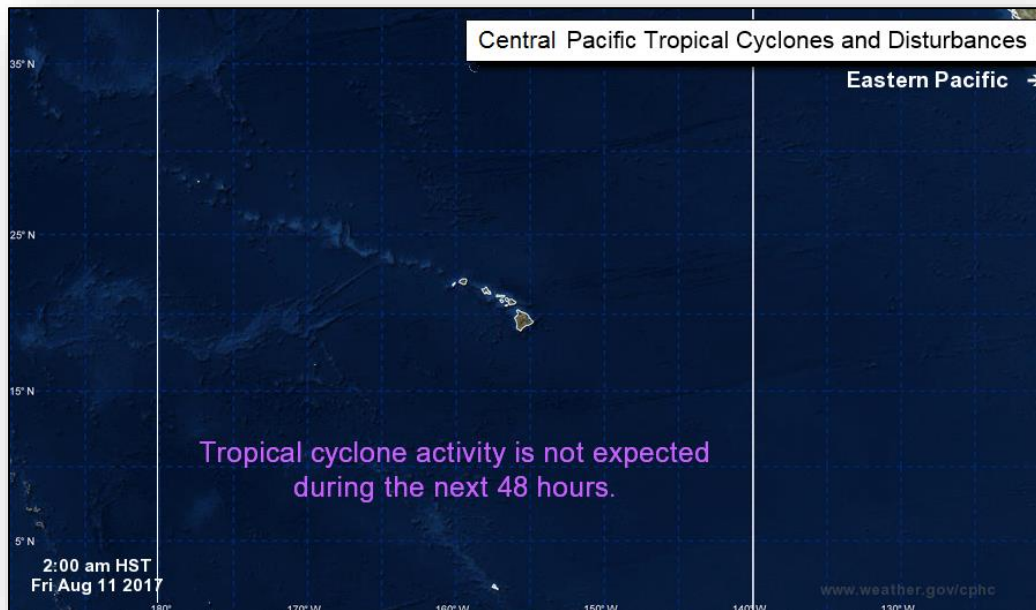 Central Pacific Tropical Cyclones and Disturbances
35° N
Eastern Pacific →
25° N
15° N
Tropical cyclone activity is not expected
during the next 48 hours.
5° N
2:00 am HST
Fri Aug 11 2017
www.weather.gov/cphc
180° 170° W 160° W 150° W 140° W 130° W